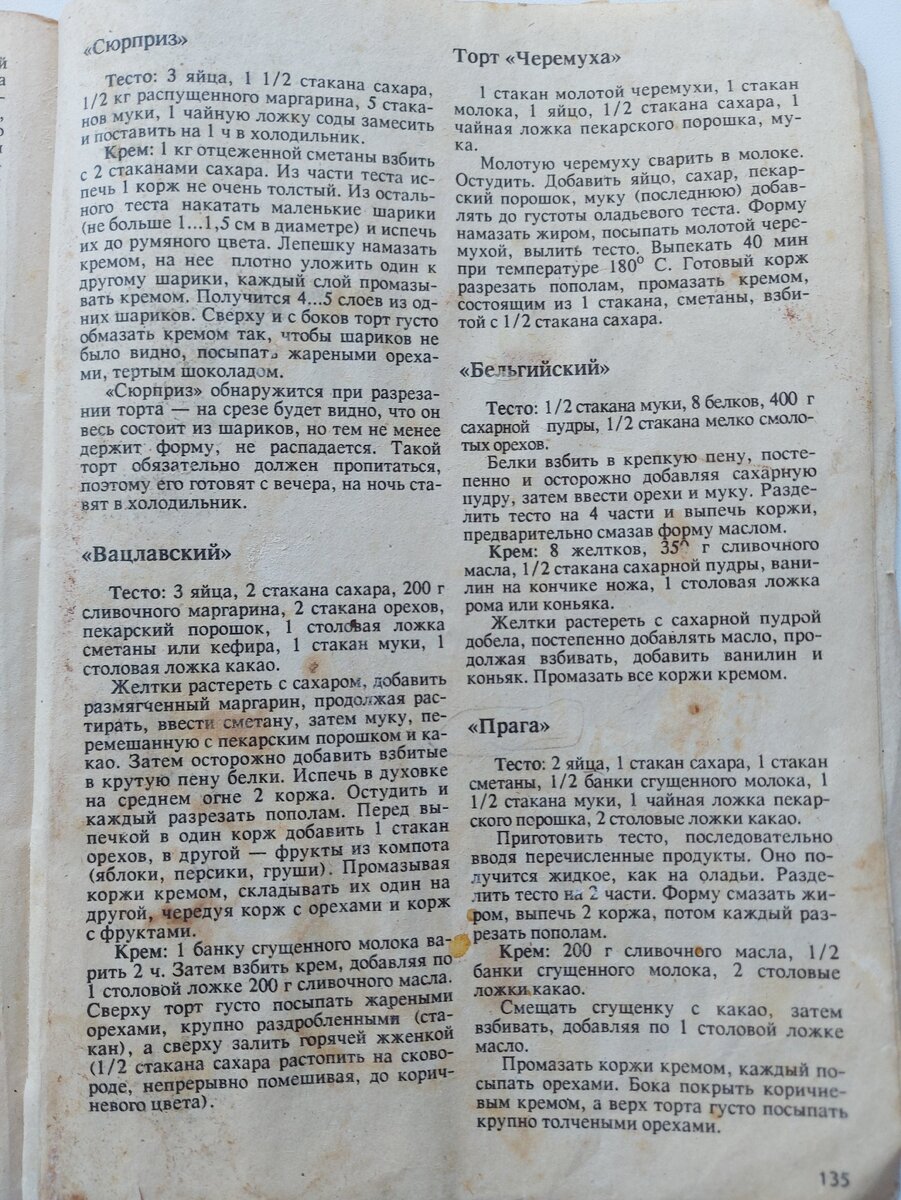 «Сюрприз»
Тесто: 3 яйца, 1 1/2 стакана сахара,
1/2 кг распущенного маргарина, 5 стака-
нов муки, 1 чайную ложку соды замесить
и поставить на 1 ч в холодильник.
Крем: 1 кг отцеженной сметаны взбить
с 2 стаканами сахара. Из части теста ис-
печь 1 корж не очень толстый. Из осталь-
ного теста накатать маленькие шарики
(не больше 1...1,5 см в диаметре) и испечь
их до румяного цвета. Лепешку намазать
кремом, на нее плотно уложить один к
другому шарики, каждый слой промазы-
вать кремом. Получится 4...5 слоев из од-
них шариков. Сверху и с боков торт густо
обмазать кремом так, чтобы шариков не
было видно, посыпать жареными ореха-
ми, тертым шоколадом.
«Сюрприз» обнаружится при разреза-
нии торта — на срезе будет видно, что он
весь состоит из шариков, но тем не менее
держит форму, не распадается. Такой
торт обязательно должен пропитаться,
поэтому его готовят с вечера, на ночь ста-
вят в холодильник.
«Вацлавский»
Тесто: 3 яйца, 2 стакана сахара, 200 г
сливочного маргарина, 2 стакана орехов,
пекарский порошок, 1 столовая ложка
сметаны или кефира, 1 стакан муки, 1
столовая ложка какао.
Желтки растереть с сахаром, добавить
размягченный маргарин, продолжая рас-
тирать, ввести сметану, затем муку, пе-
ремешанную с пекарским порошком и ка-
као. Затем осторожно добавить взбитые
в крутую пену белки. Испечь в духовке
на среднем огне 2 коржа. Остудить и
каждый разрезать пополам. Перед вы-
печкой в один корж добавить 1 стакан
орехов, в другой — фрукты из компота
(яблоки, персики, груши). Промазывая
коржи кремом, складывать их один на
другой, чередуя корж с орехами и корж
с фруктами.
Крем: 1 банку сгущенного молока ва-
рить 2 ч. Затем взбить крем, добавляя по
1 столовой ложке 200 г сливочного масла.
Сверху торт густо посыпать жареными
орехами, крупно раздробленными (ста-
кан), а сверху залить горячей жженкой
(1/2 стакана сахара растопить на сково-
роде, непрерывно помешивая, до корич-
невого цвета).
Торт «Черемуха»
1 стакан молотой черемухи, 1 стакан
молока, 1 яйцо, 1/2 стакана сахара, 1
чайная ложка пекарского порошка, му-
ка.
Молотую черемуху сварить в молоке.
Остудить. Добавить яйцо, сахар, пекар-
ский порошок, муку (последнюю) добав-
лять до густоты оладьевого теста. Форму
намазать жиром, посыпать молотой чере-
мухой, вылить тесто. Выпекать 40 мин
при температуре 180° С. Готовый корж
разрезать пополам, промазать кремом,
состоящим из 1 стакана, сметаны, взби-
той с 1/2 стакана сахара.
«Бельгийский»
Тесто: 1/2 стакана муки, 8 белков, 400 г
сахарной пудры, 1/2 стакана мелко смоло-
тых орехов.
Белки взбить в крепкую пену, посте-
пенно и осторожно добавляя сахарную
пудру, затем ввести орехи и муку. Разде-
лить тесто на 4 части и выпечь коржи,
предварительно смазав форму маслом.
Крем: 8 желтков, 350 г сливочного
масла, 1/2 стакана сахарной пудры, вани-
лин на кончике ножа, 1 столовая ложка
рома или коньяка.
Желтки растереть с сахарной пудрой
добела, постепенно добавлять масло, про-
должая взбивать, добавить ванилин и
коньяк. Промазать все коржи кремом.
«Прага»
Тесто: 2 яйца, 1 стакан сахара, 1 стакан
сметаны, 1/2 банки сгущенного молока, 1
1/2 стакана муки, 1 чайная ложка пекар-
ского порошка, 2 столовые ложки какао.
Приготовить тесто, последовательно
вводя перечисленные продукты. Оно по-
лучится жидкое, как на оладьи. Разде-
лить тесто на 2 части. Форму смазать жи-
ром, выпечь 2 коржа, потом каждый раз-
резать пополам.
Крем: 200 г сливочного масла, 1/2
банки сгущенного молока, 2 столовые
ложки какао.
Смещать сгущенку с какао, затем
взбивать, добавляя по 1 столовой ложке
масло.
Промазать коржи кремом, каждый по-
сыпать орехами. Бока покрыть коричне-
вым кремом, а верх торта густо посыпать
крупно толчеными орехами.
135